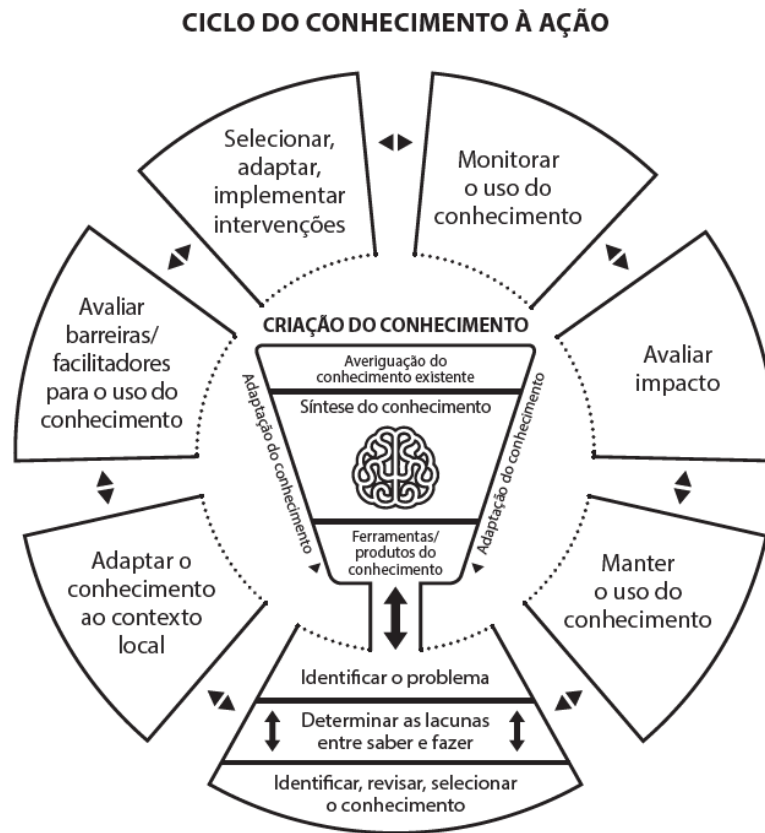 CICLO DO CONHECIMENTO À AÇÃO
Selecionar,
adaptar,
implementar
intervenções
Monitorar
o uso do
conhecimento
Avaliar
barreiras/
facilitadores
para o uso do
conhecimento
Avaliar
impacto
Adaptar o
conhecimento
ao contexto
local
Manter
o uso do
conhecimento
CRIAÇÃO DO CONHECIMENTO
Averiguação do
conhecimento existente
Síntese do conhecimento
Ferramentas/
produtos do
conhecimento
Adaptação do conhecimento
Adaptação do conhecimento
Identificar o problema
Determinar as lacunas
entre saber e fazer
Identificar, revisar, selecionar
o conhecimento